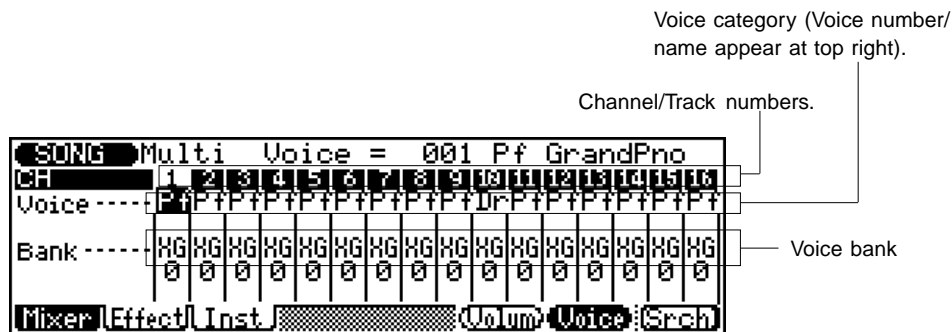 Voice category (Voice number/
name appear at top right).
Channel/Track numbers.
SONG Multi Voice = 001 Pf GrandPno
CH 1 2 3 4 5 6 7 8 9 10 11 12 13 14 15 16
Voice ----- Pf Pf Pf Pf Pf Pf Pf Pf Pf Dr Pf Pf Pf Pf Pf Pf
Bank ------ XG XG XG XG XG XG XG XG XG XG XG XG XG XG XG XG
Voice bank
0 0 0 0 0 0 0 0 0 0 0 0 0 0 0 0
Mixer Effect Inst. Volum Voice Srch